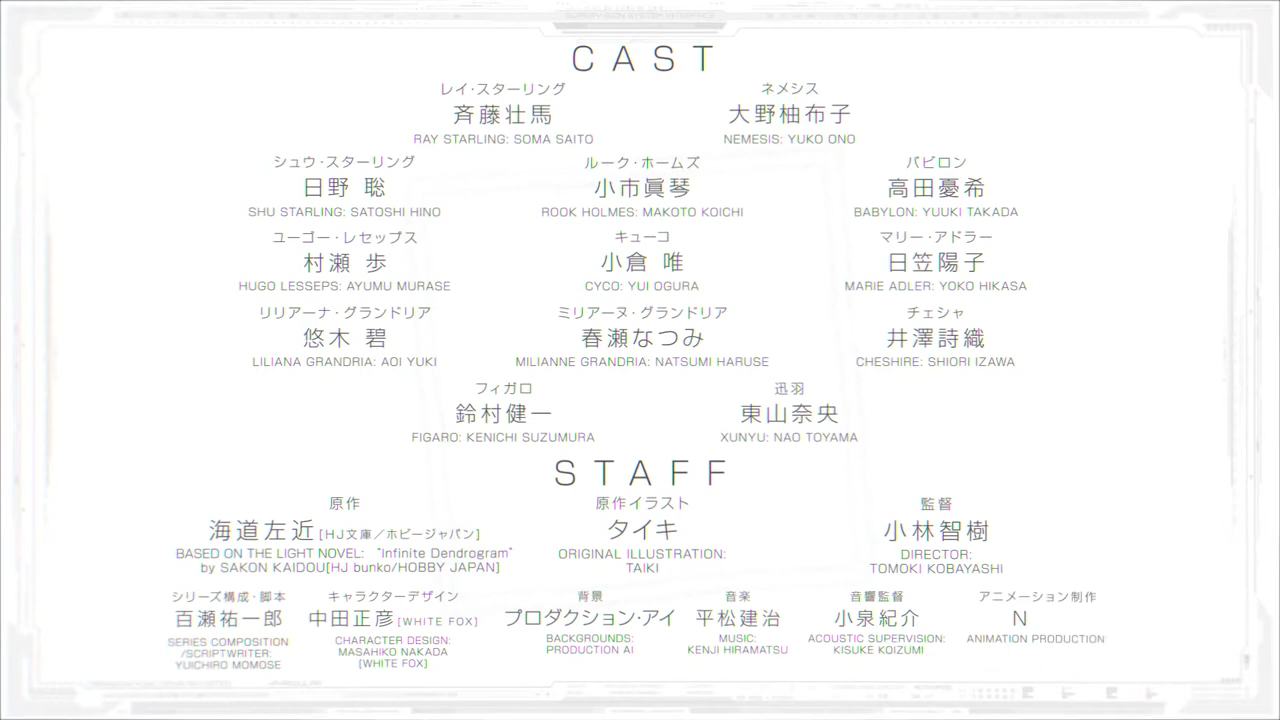 CAST
レイ・スターリング
斉藤壮馬
RAY STARLING: SOMA SAITO
ネメシス
大野柚布子
NEMESIS: YUKO ONO
シュウ・スターリング
日野 聡
SHU STARLING: SATOSHI HINO
ルーク・ホームズ
小市眞琴
ROOK HOLMES: MAKOTO KOICHI
バビロン
高田憂希
BABYLON: YUUKI TAKADA
ユーゴー・レセップス
村瀬 歩
HUGO LESSEPS: AYUMU MURASE
キューコ
小倉 唯
CYCO: YUI OGURA
マリー・アドラー
日笠陽子
MARIE ADLER: YOKO HIKASA
リリアーナ・グランドリア
悠木 碧
LILIANA GRANDRIA: AOI YUKI
ミリアーヌ・グランドリア
春瀬なつみ
MILIANNE GRANDRIA: NATSUMI HARUSE
チェシャ
井澤詩織
CHESHIRE: SHIORI IZAWA
フィガロ
鈴村健一
FIGARO: KENICHI SUZUMURA
迅羽
東山奈央
XUNYU: NAO TOYAMA
STAFF
原作
海道左近[HJ文庫/ホビージャパン]
BASED ON THE LIGHT NOVEL: "Infinite Dendrogram"
by SAKON KAIDOU[HJ bunko/HOBBY JAPAN]
原作イラスト
タイキ
ORIGINAL ILLUSTRATION:
TAIKI
監督
小林智樹
DIRECTOR:
TOMOKI KOBAYASHI
シリーズ構成・脚本
百瀬祐一郎
SERIES COMPOSITION
/SCRIPTWRITER:
YUICHIRO MOMOSE
キャラクターデザイン
中田正彦[WHITE FOX]
CHARACTER DESIGN:
MASAHIKO NAKADA
[WHITE FOX]
背景
プロダクション・アイ
BACKGROUNDS:
PRODUCTION AI
音楽
平松建治
MUSIC:
KENJI HIRAMATSU
音響監督
小泉紀介
ACOUSTIC SUPERVISION:
KISUKE KOIZUMI
アニメーション制作
N
ANIMATION PRODUCTION